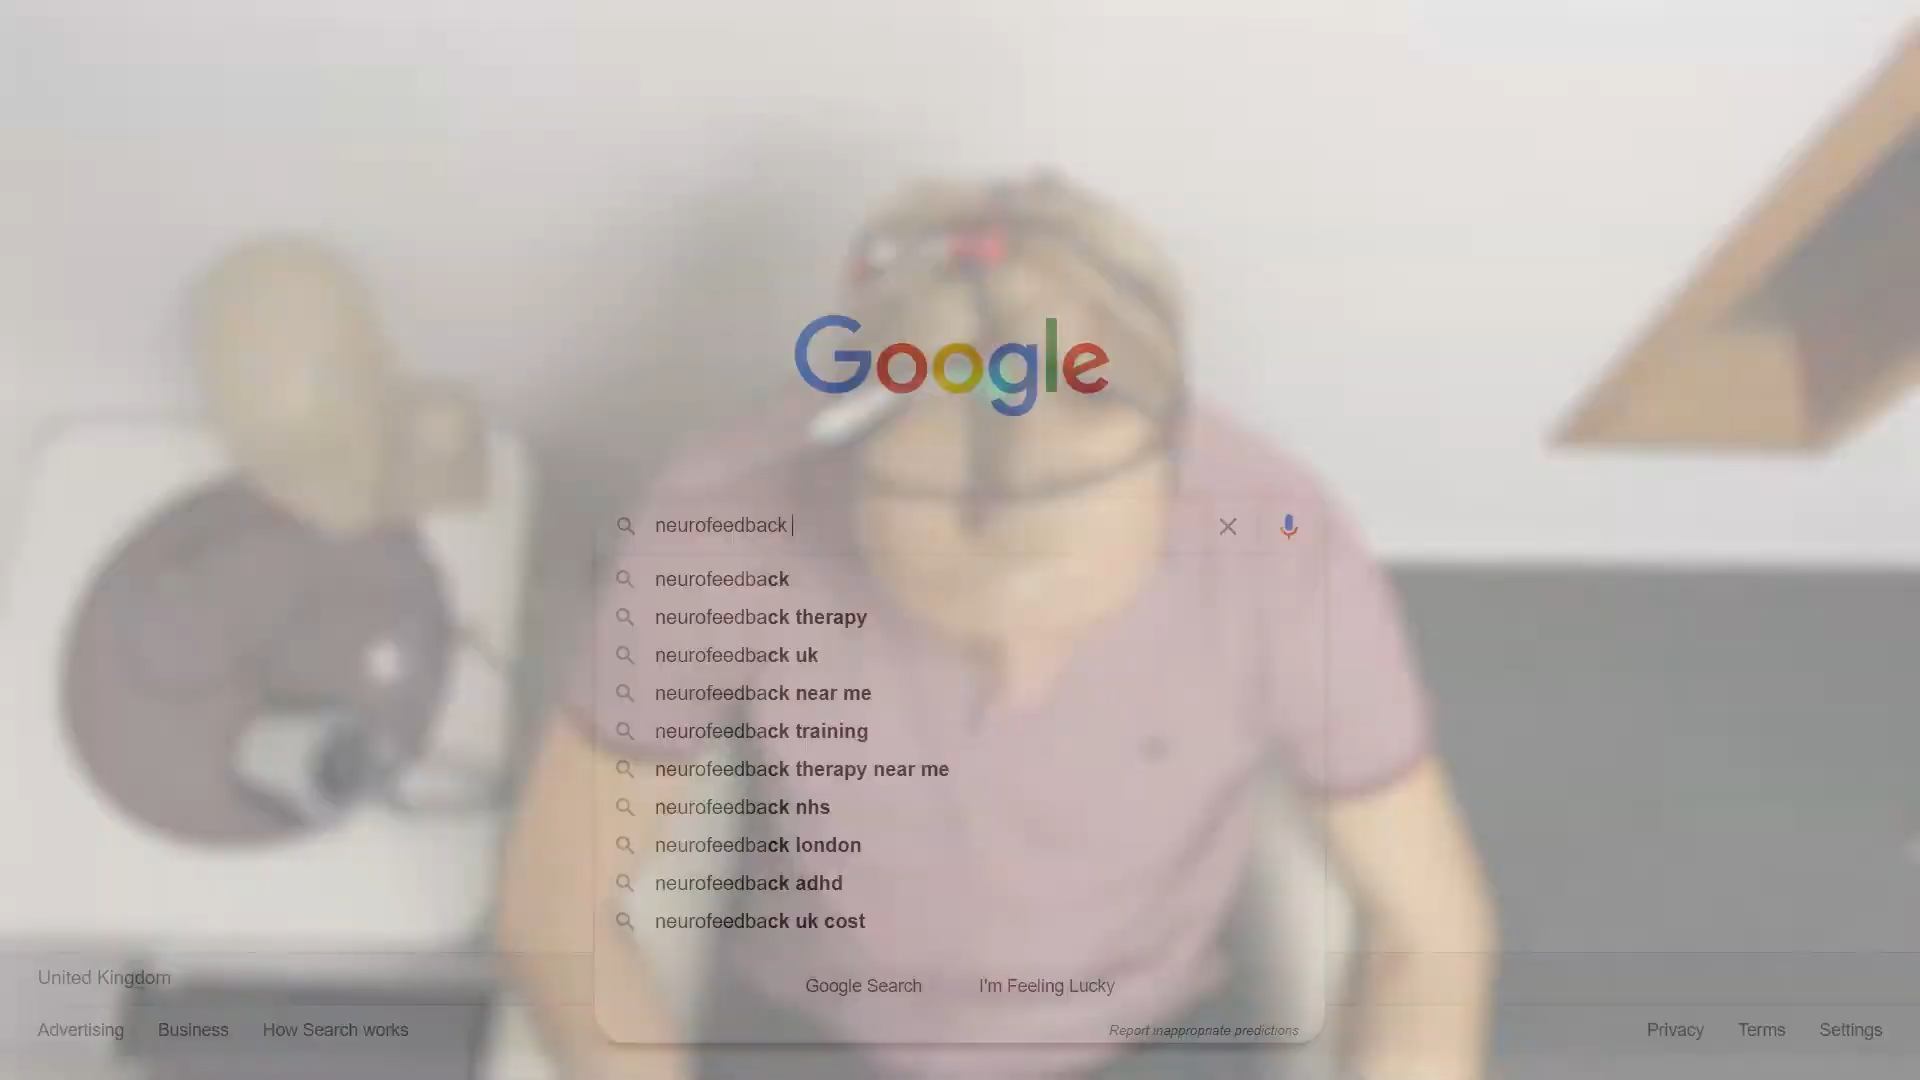 Google
neurofeedback
neurofeedback
neurofeedback therapy
neurofeedback uk
neurofeedback near me
neurofeedback training
neurofeedback therapy near me
neurofeedback nhs
neurofeedback london
neurofeedback adhd
neurofeedback uk cost
Google Search I'm Feeling Lucky
Report inappropriate predictions
United Kingdom
Advertising Business How Search works Privacy Terms Settings